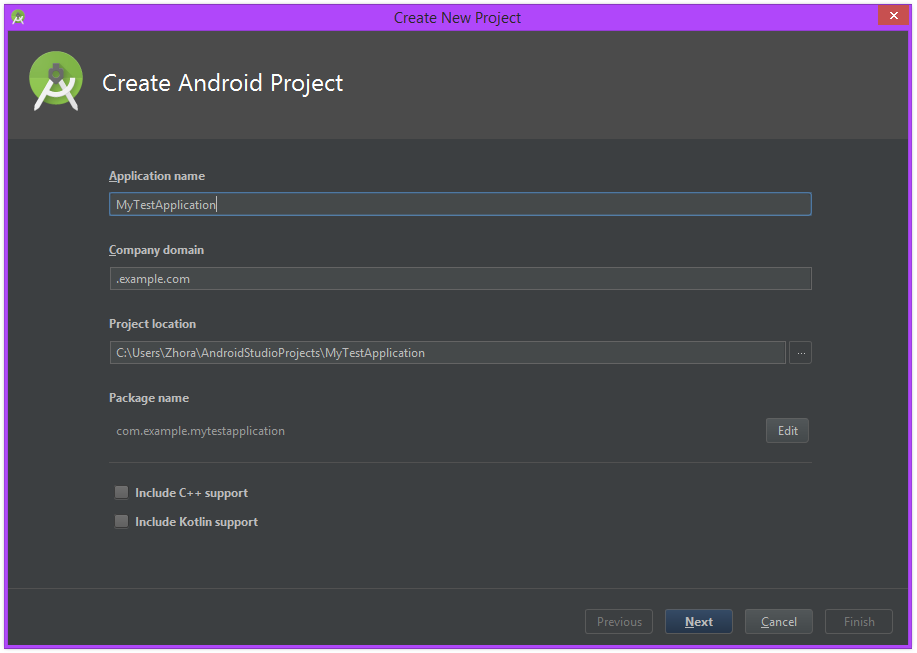 Create New Project
Create Android Project
Application name
MyTestApplication
Company domain
.example.com
Project location
C:\Users\Zhora\AndroidStudioProjects\MyTestApplication
...
Package name
com.example.mytestapplication
Edit
Include C++ support
Include Kotlin support
Previous
Next
Cancel
Finish